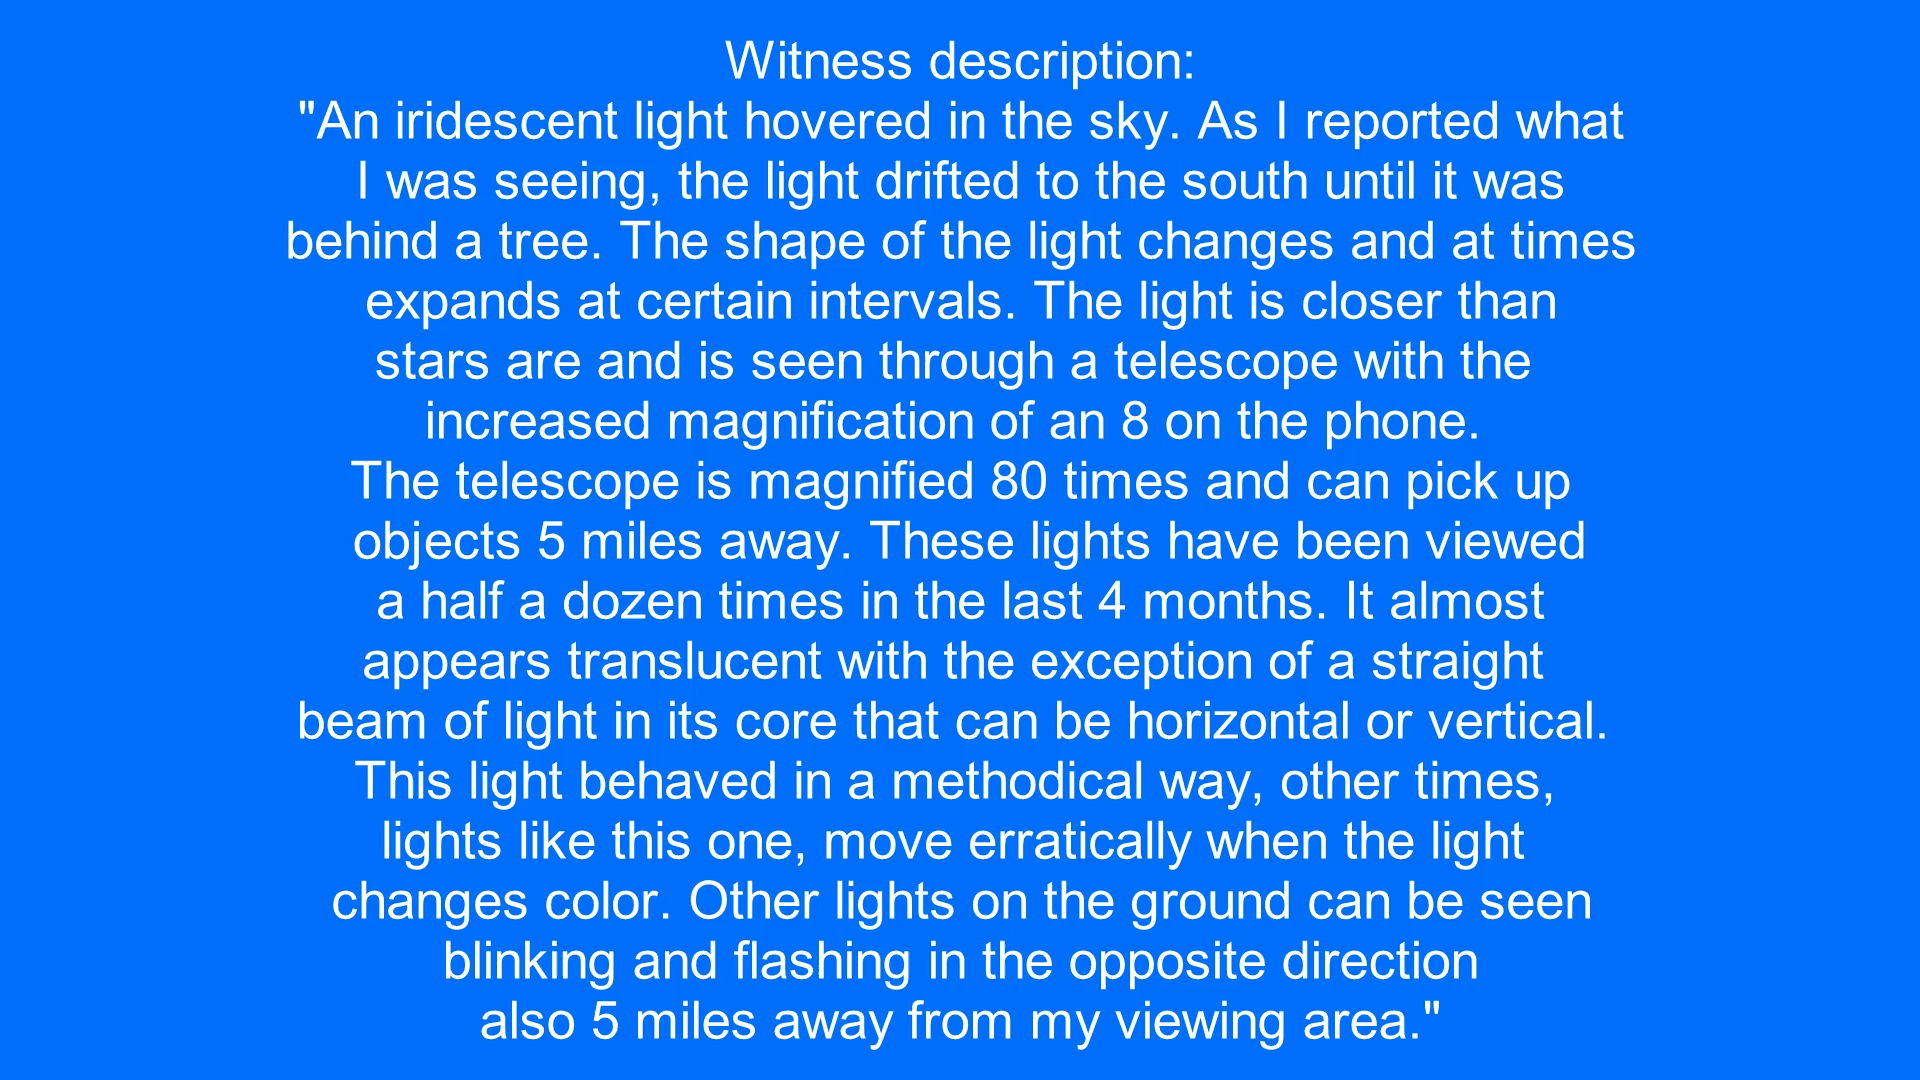 Witness description:
"An iridescent light hovered in the sky. As I reported what
I was seeing, the light drifted to the south until it was
behind a tree. The shape of the light changes and at times
expands at certain intervals. The light is closer than
stars are and is seen through a telescope with the
increased magnification of an 8 on the phone.
The telescope is magnified 80 times and can pick up
objects 5 miles away. These lights have been viewed
a half a dozen times in the last 4 months. It almost
appears translucent with the exception of a straight
beam of light in its core that can be horizontal or vertical.
This light behaved in a methodical way, other times,
lights like this one, move erratically when the light
changes color. Other lights on the ground can be seen
blinking and flashing in the opposite direction
also 5 miles away from my viewing area."